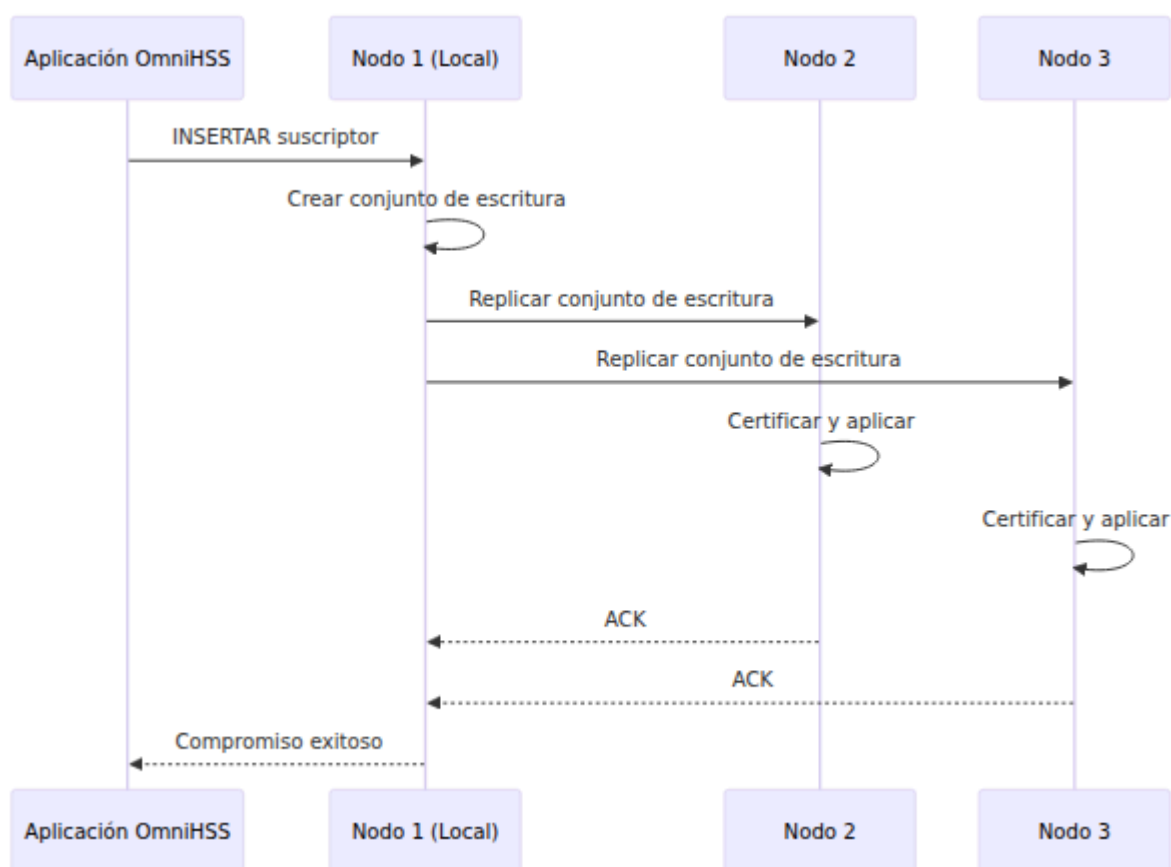 Aplicación OmniHSS
Nodo 1 (Local)
Nodo 2
Nodo 3
INSERTAR suscriptor
Crear conjunto de escritura
Replicar conjunto de escritura
Replicar conjunto de escritura
Certificar y aplicar
Certificar y aplicar
ACK
ACK
Compromiso exitoso
Aplicación OmniHSS
Nodo 1 (Local)
Nodo 2
Nodo 3